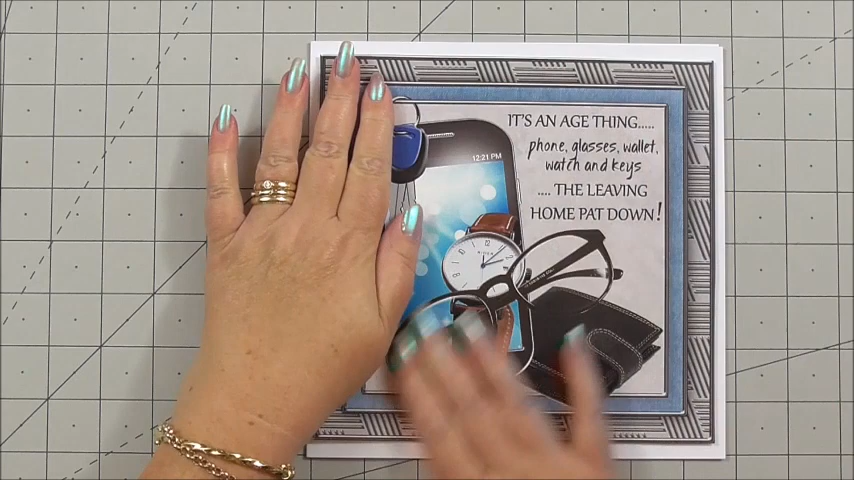 IT'S AN AGE THING.....
phone, glasses, wallet,
watch and keys
.... THE LEAVING
HOME PAT DOWN!
12:21 PM